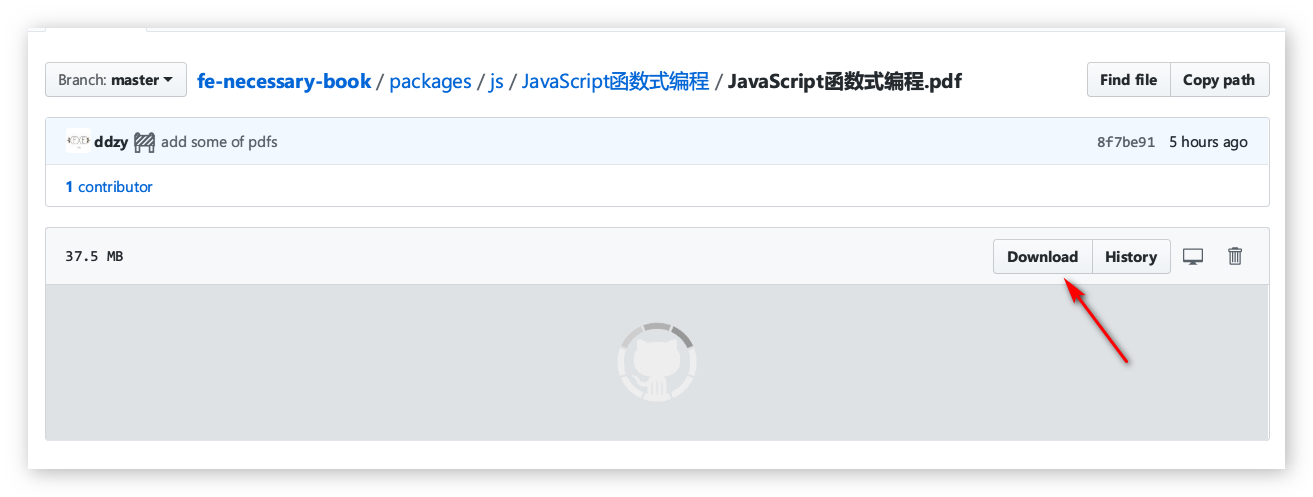 Branch: master fe-necessary-book / packages / js / JavaScript函数式编程 / JavaScript函数式编程.pdf Find file Copy path
ddzy 🚧 add some of pdfs 8f7be91 5 hours ago
1 contributor
37.5 MB Download History